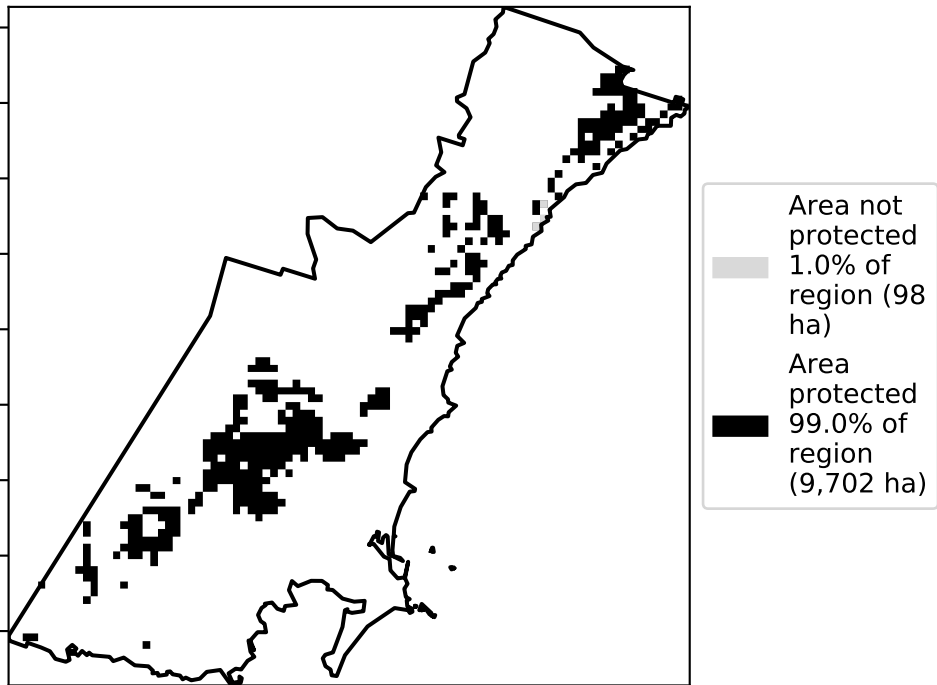 Area not
protected
1.0% of
region (98
ha)
Area
protected
99.0% of
region
(9,702 ha)